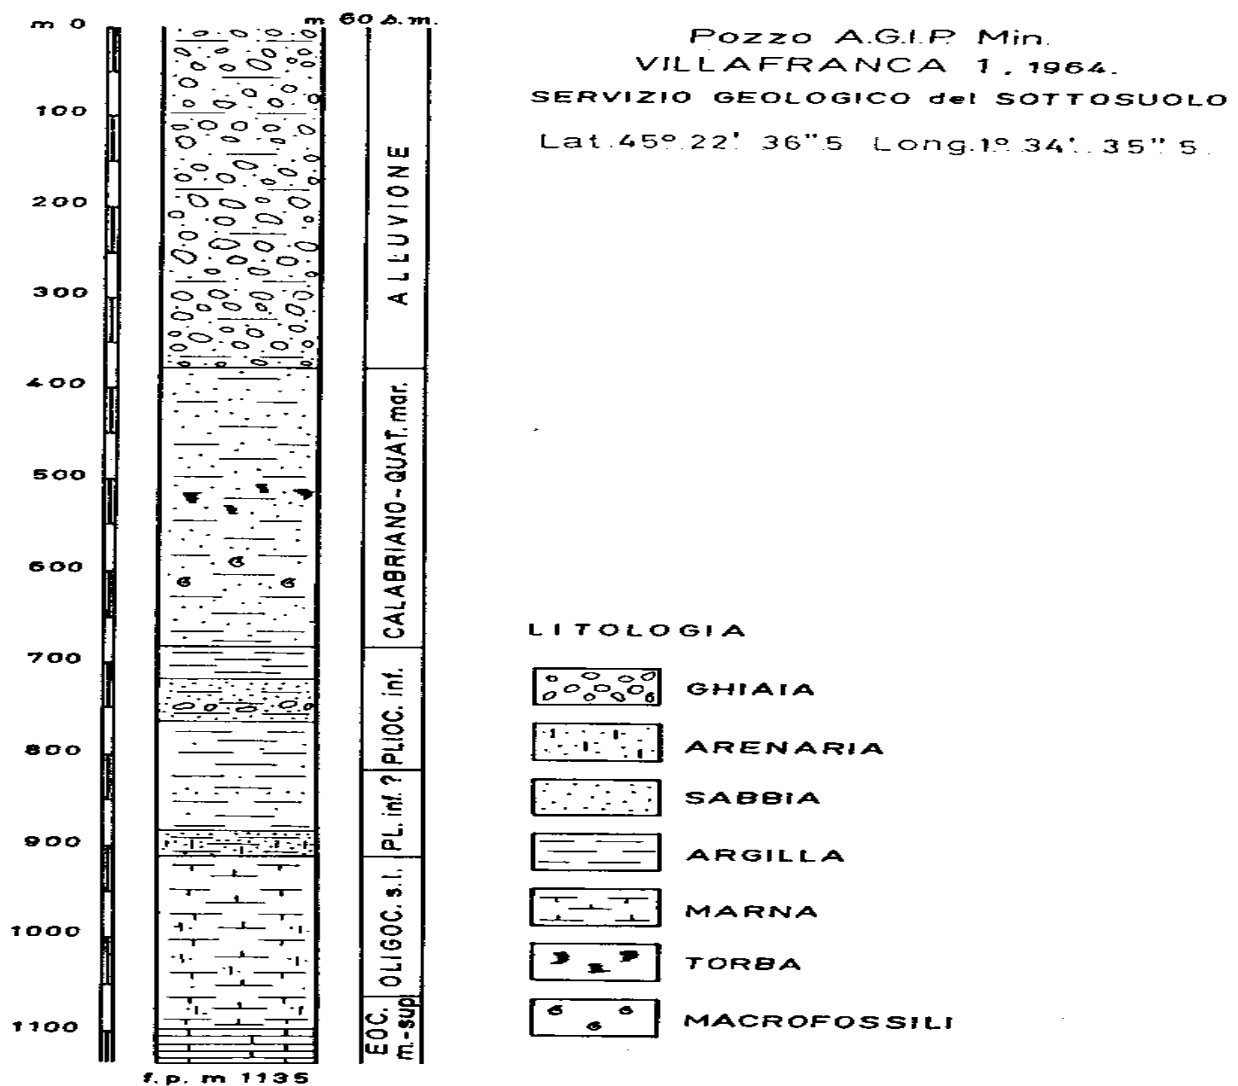 m 0
m 60 s.m.
100
200
300
400
500
600
700
800
900
1000
1100
f.p. m 1135
ALLUVIONE
CALABRIANO-QUAT.mar.
PLIOC. inf.
PL. inf. ?
OLIGOC. s.l.
EOC.
m.-sup
Pozzo A.G.I.P. Min.
VILLAFRANCA 1, 1964.
SERVIZIO GEOLOGICO del SOTTOSUOLO
Lat.45º.22' 36".5 Long.1º.34'.35".5.
LITOLOGIA
GHIAIA
ARENARIA
SABBIA
ARGILLA
MARNA
TORBA
MACROFOSSILI